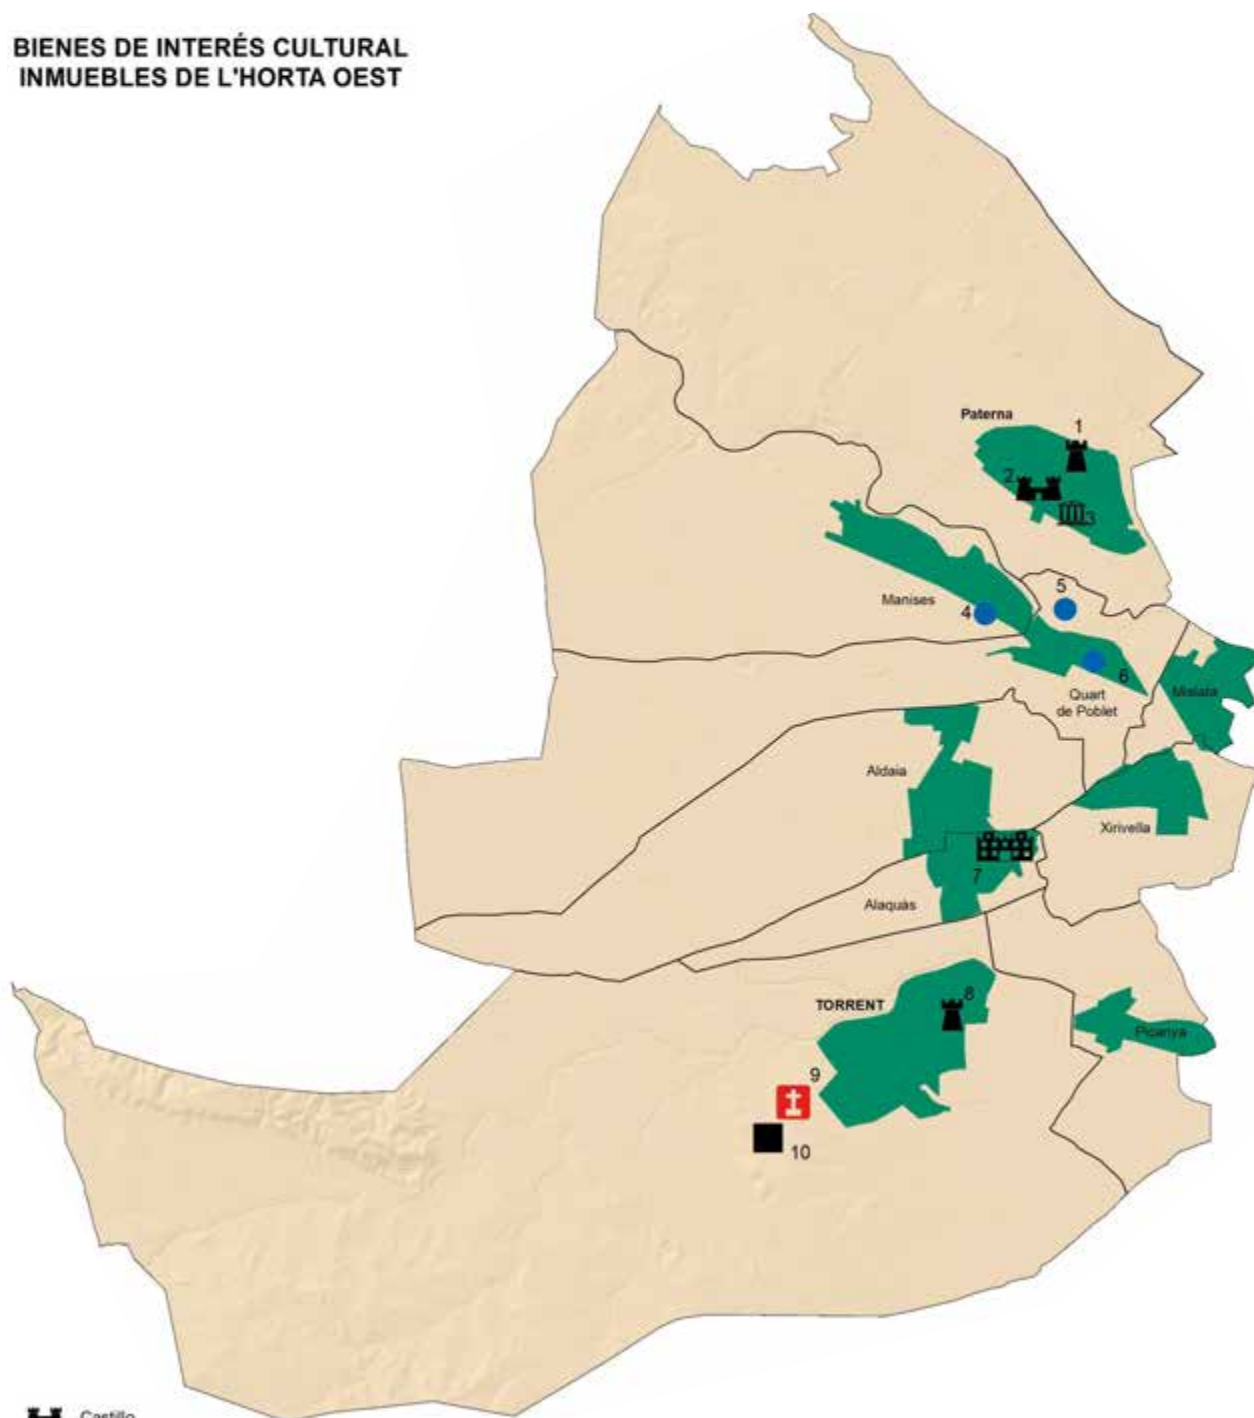 BIENES DE INTERÉS CULTURAL
INMUEBLES DE L'HORTA OEST
Paterna
1
2
3
Manises
4
5
6
Quart
de Poblet
Mislata
Aldaia
Xirivella
7
Alaquàs
TORRENT
8
Picanya
9
10
Castillo